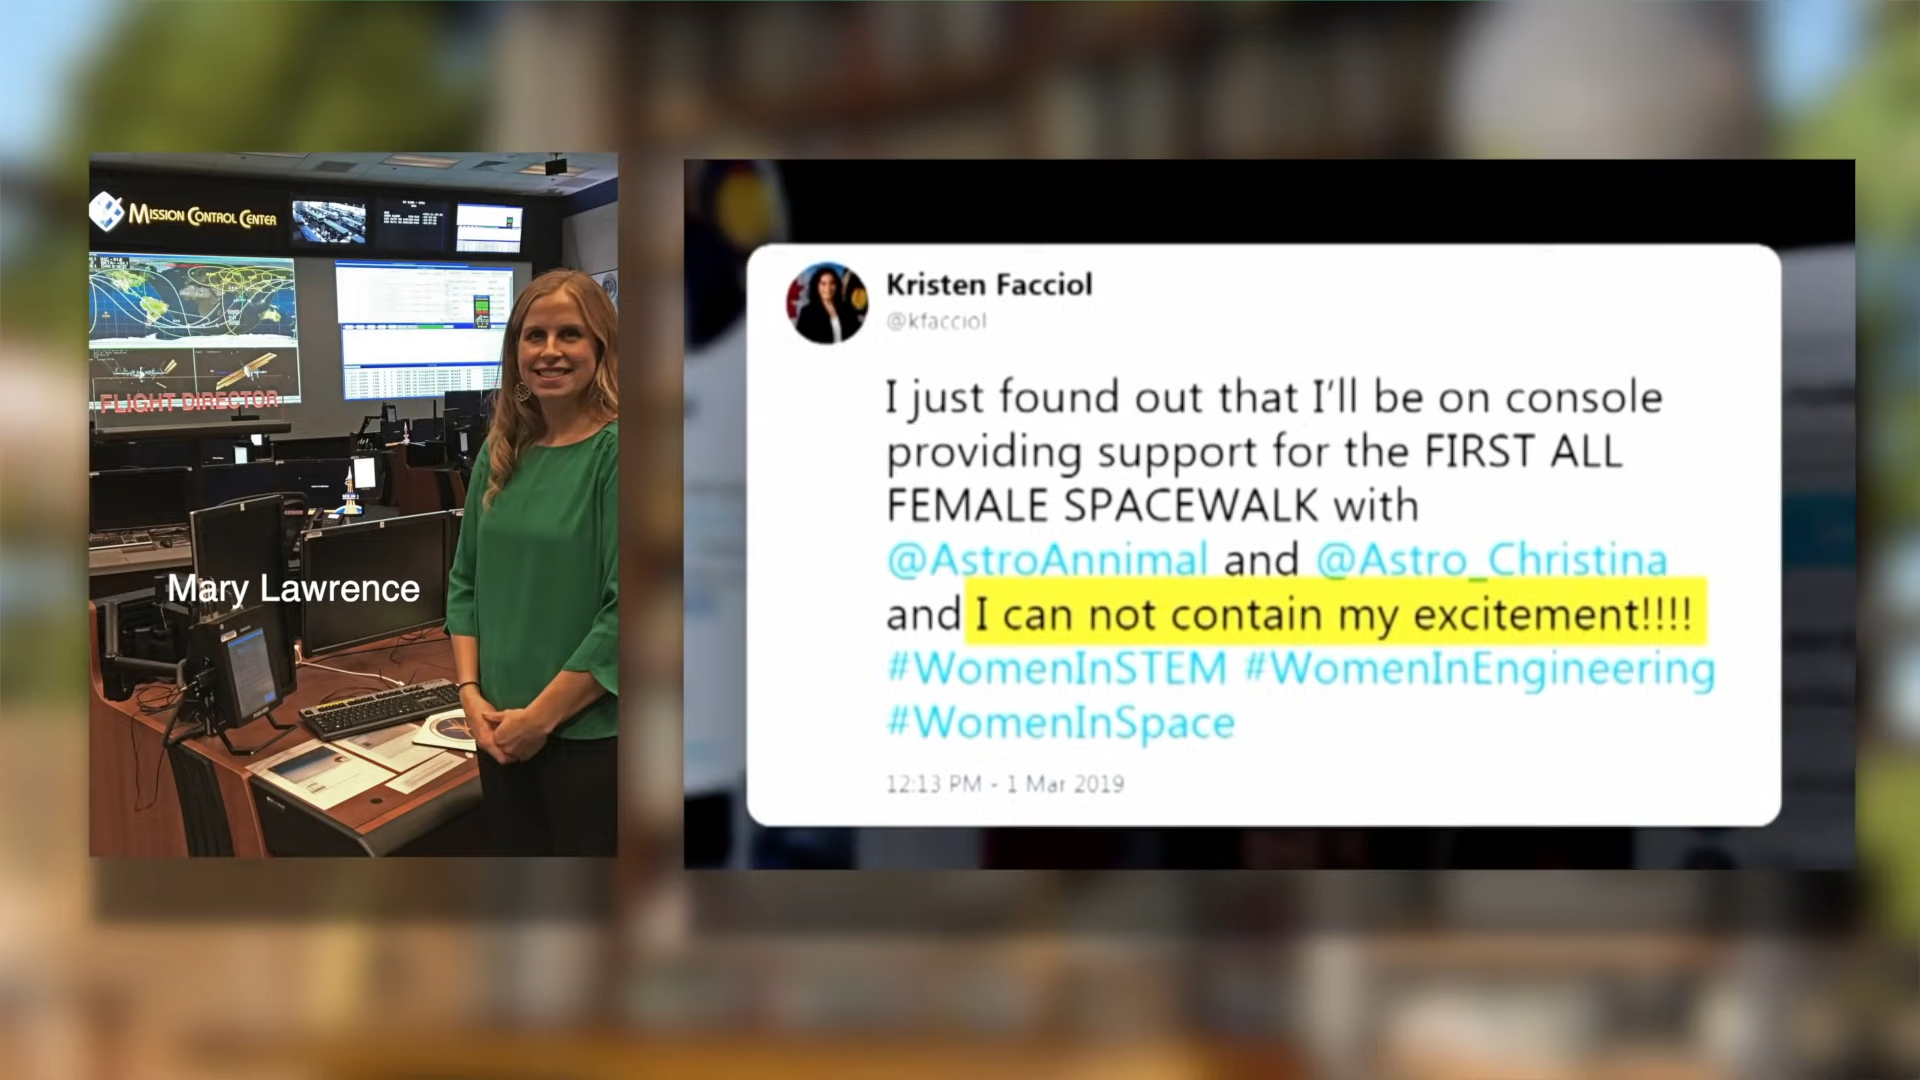 MISSION CONTROL CENTER
FLIGHT DIRECTOR
Mary Lawrence
Kristen Facciol
@kfacciol
I just found out that I'll be on console
providing support for the FIRST ALL
FEMALE SPACEWALK with
@AstroAnnimal and @Astro_Christina
and I can not contain my excitement!!!!
#WomenInSTEM #WomenInEngineering
#WomenInSpace
12:13 PM - 1 Mar 2019